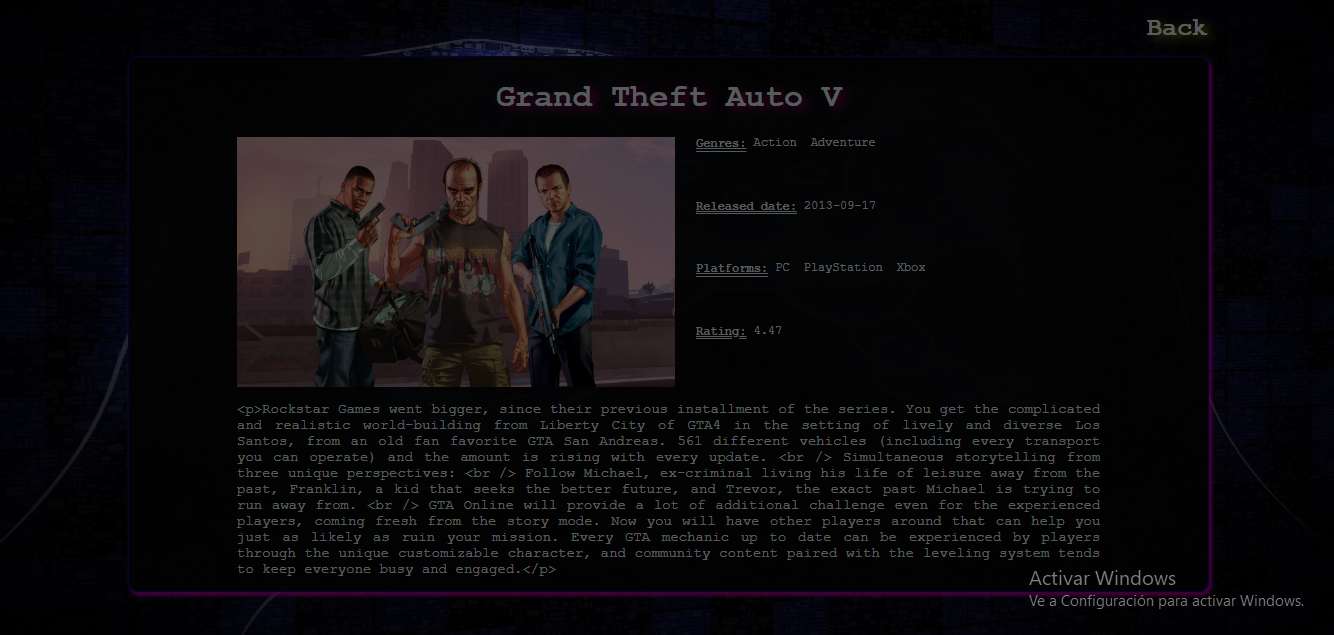 Back
Grand Theft Auto V
Genres: Action Adventure
Released date: 2013-09-17
Platforms: PC PlayStation Xbox
Rating: 4.47
<p>Rockstar Games went bigger, since their previous installment of the series. You get the complicated
and realistic world-building from Liberty City of GTA4 in the setting of lively and diverse Los
Santos, from an old fan favorite GTA San Andreas. 561 different vehicles (including every transport
you can operate) and the amount is rising with every update. <br /> Simultaneous storytelling from
three unique perspectives: <br /> Follow Michael, ex-criminal living his life of leisure away from the
past, Franklin, a kid that seeks the better future, and Trevor, the exact past Michael is trying to
run away from. <br /> GTA Online will provide a lot of additional challenge even for the experienced
players, coming fresh from the story mode. Now you will have other players around that can help you
just as likely as ruin your mission. Every GTA mechanic up to date can be experienced by players
through the unique customizable character, and community content paired with the leveling system tends
to keep everyone busy and engaged.</p>
Activar Windows
Ve a Configuración para activar Windows.